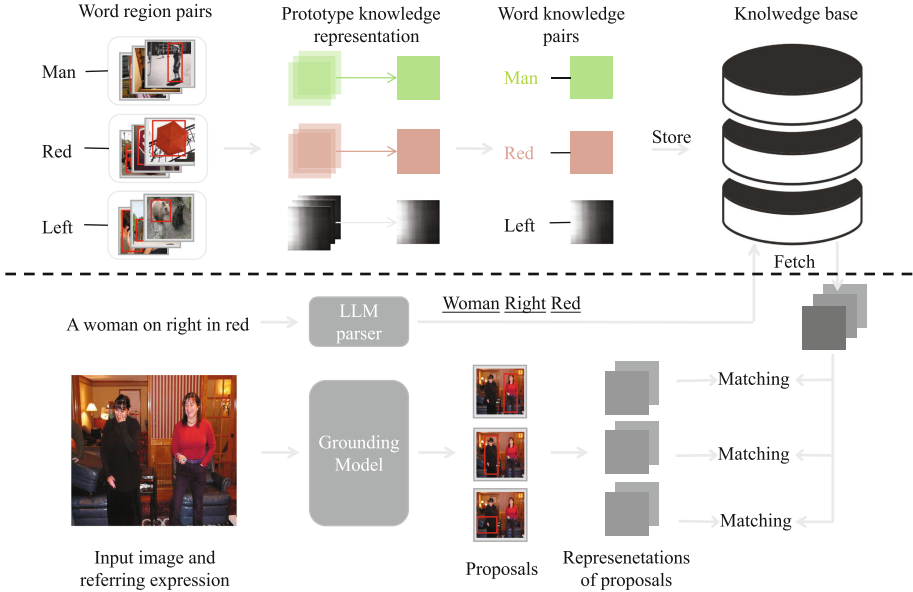 Word region pairs
Prototype knowledge
representation
Word knowledge
pairs
Knolwedge base
Man
Man
Red
Red
Store
Left
Left
Fetch
A woman on right in red
LLM
parser
Woman Right Red
Matching
Grounding
Model
Matching
Matching
Input image and
referring expression
Proposals
Represenetations
of proposals